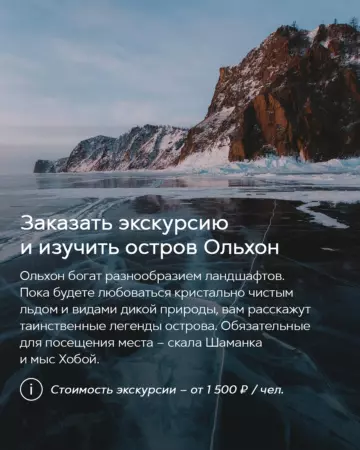 Заказать экскурсию
и изучить остров Ольхон
Ольхон богат разнообразием ландшафтов.
Пока будете любоваться кристально чистым
льдом и видами дикой природы, вам расскажут
таинственные легенды острова. Обязательные
для посещения места – скала Шаманка
и мыс Хобой.
i Стоимость экскурсии – от 1 500 ₽ / чел.